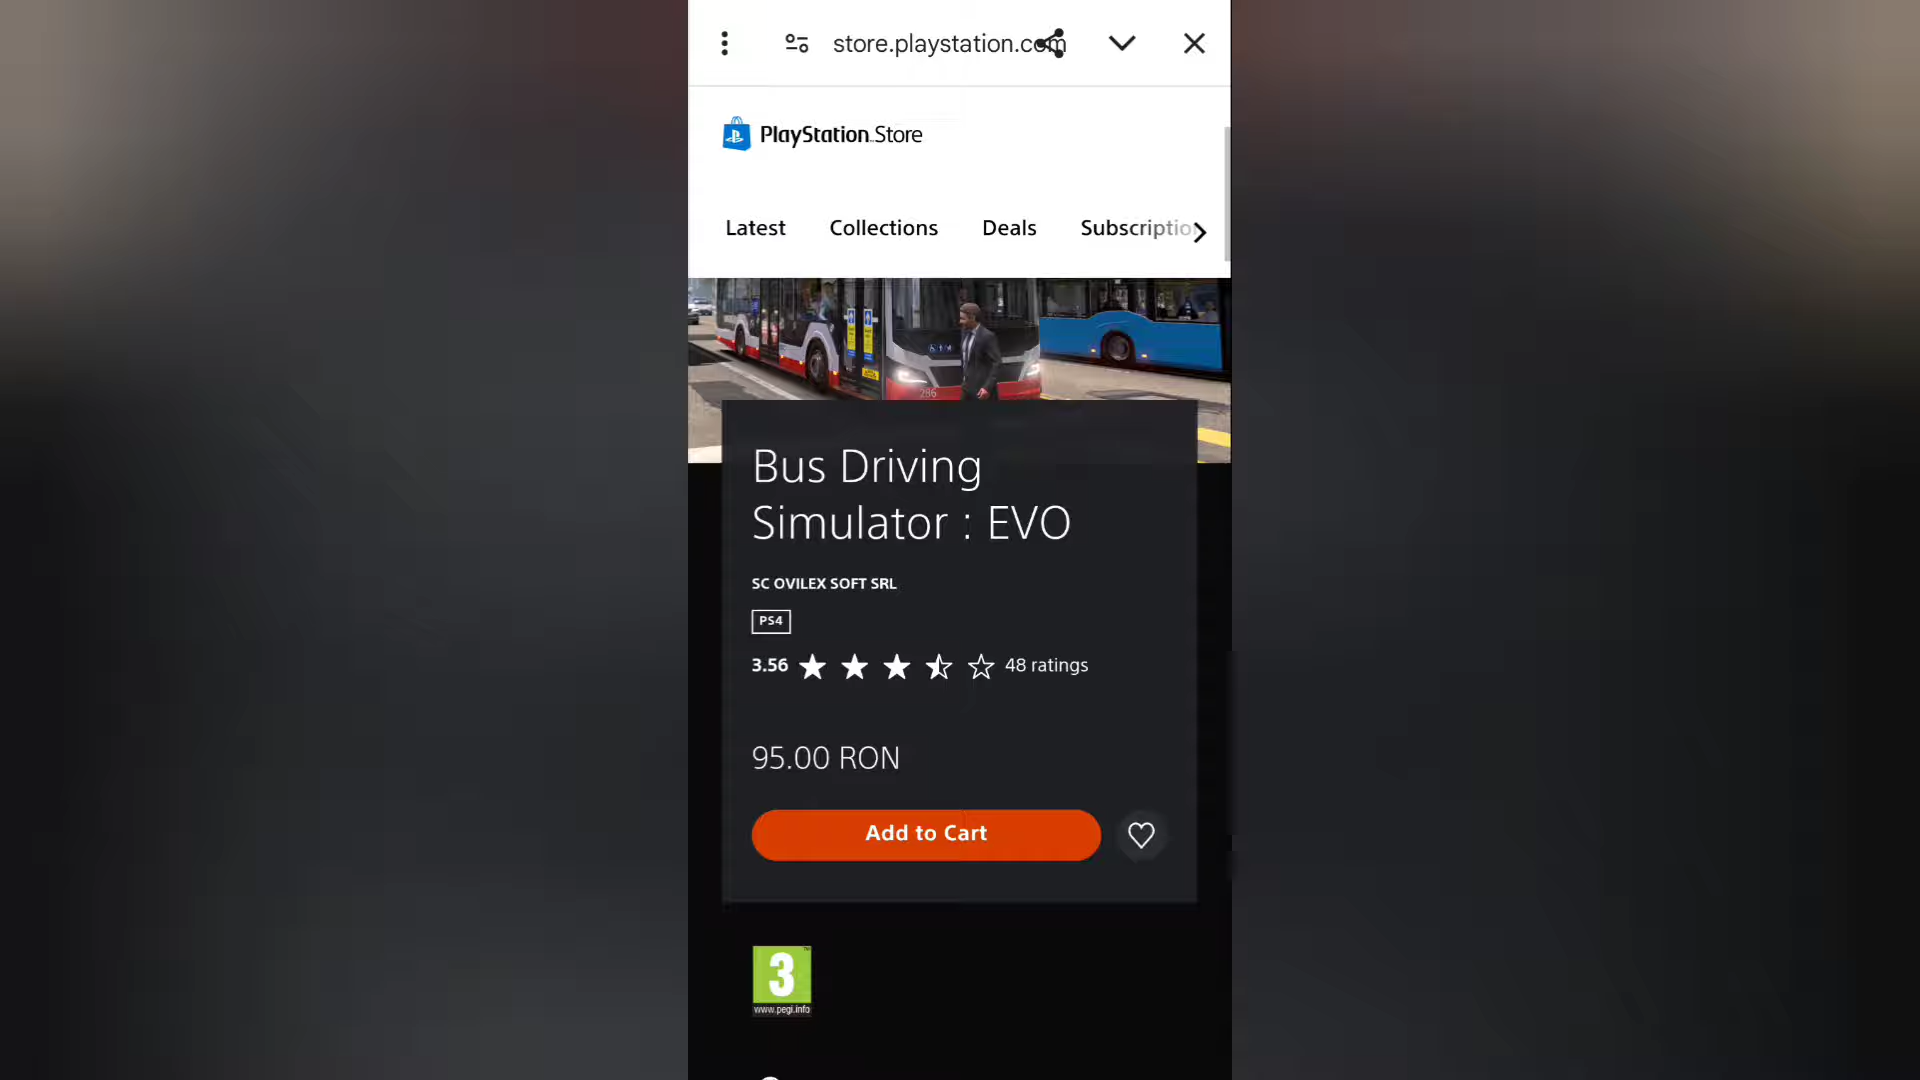 store.playstation.com
PlayStation Store
Latest Collections Deals Subscriptio
286
Bus Driving
Simulator : EVO
SC OVILEX SOFT SRL
PS4
3.56 48 ratings
95.00 RON
Add to Cart
3
www.pegi.info